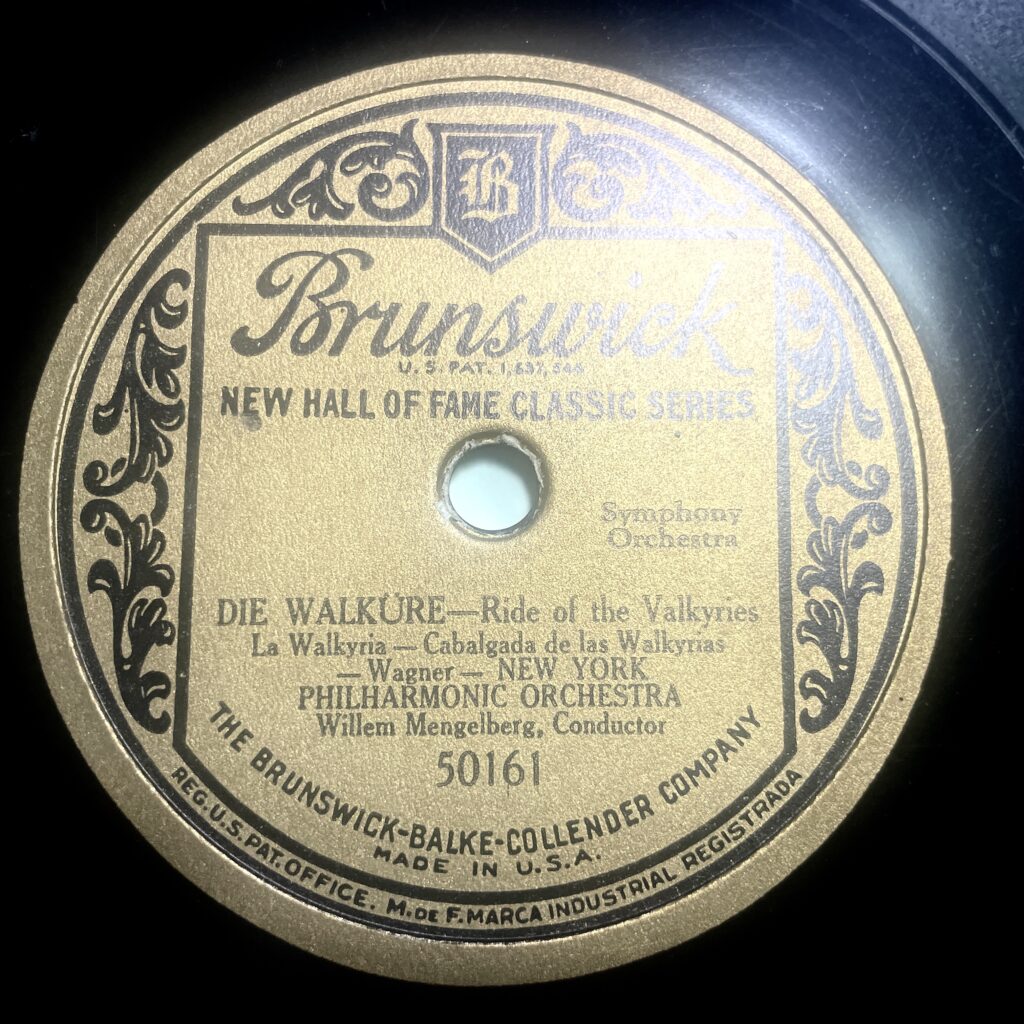 B
Brunswick
U.S. PAT. 1,637,544
NEW HALL OF FAME CLASSIC SERIES
Symphony
Orchestra
DIE WALKÜRE—Ride of the Valkyries
La Walkyria — Cabalgada de las Walkyrias
— Wagner — NEW YORK
PHILHARMONIC ORCHESTRA
Willem Mengelberg, Conductor
50161
THE BRUNSWICK-BALKE-COLLENDER COMPANY
MADE IN U.S.A.
REG. U.S. PAT. OFFICE. M. DE F. MARCA INDUSTRIAL REGISTRADA